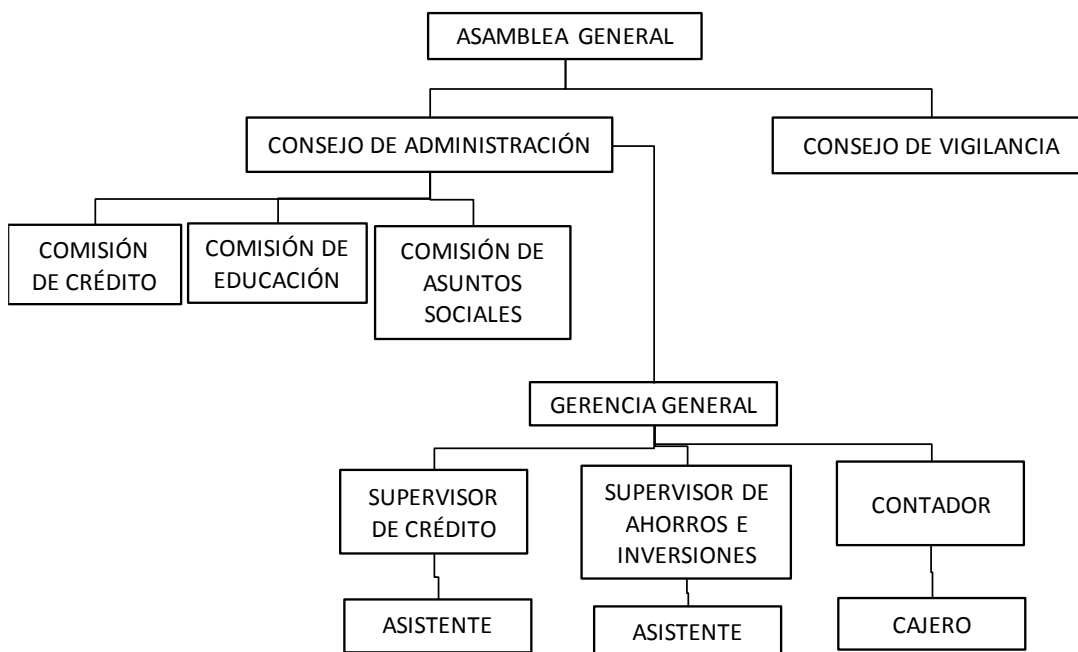 ASAMBLEA GENERAL
CONSEJO DE ADMINISTRACIÓN
CONSEJO DE VIGILANCIA
COMISIÓN
DE CRÉDITO
COMISIÓN DE
EDUCACIÓN
COMISIÓN DE
ASUNTOS
SOCIALES
GERENCIA GENERAL
SUPERVISOR
DE CRÉDITO
SUPERVISOR DE
AHORROS E
INVERSIONES
CONTADOR
ASISTENTE
ASISTENTE
CAJERO